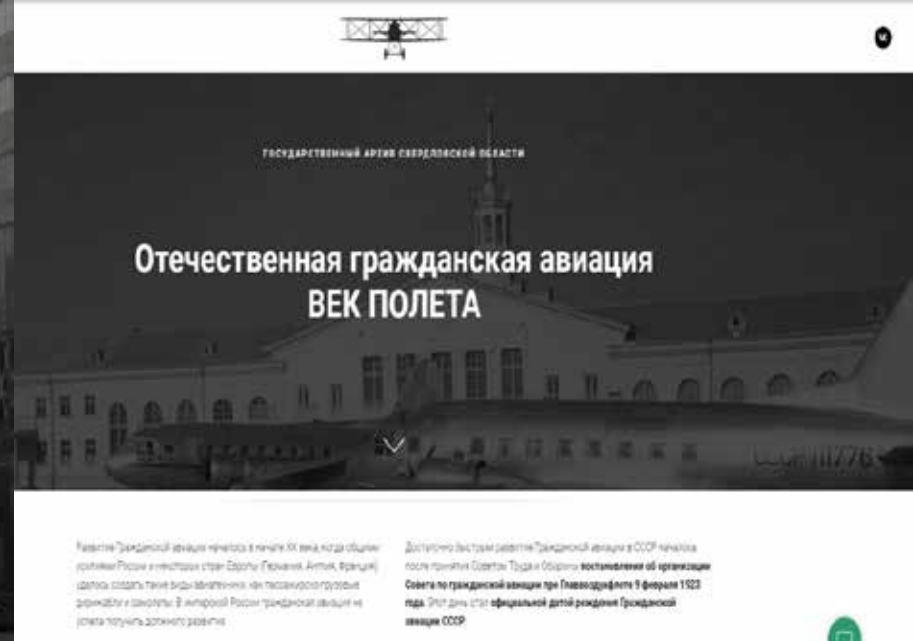 ГОСУДАРСТВЕННЫЙ АРХИВ СВЕРДЛОВСКОЙ ОБЛАСТИ
Отечественная гражданская авиация
ВЕК ПОЛЕТА
Развитие Гражданской авиации началось в начале XX века, когда общими
усилиями России и некоторых стран Европы (Германия, Англия, Франция)
удалось создать такие виды авиатехники, как пассажирско-грузовые
дирижабли и самолеты. В имперской России гражданская авиация не
успела получить должного развития
Достаточно быстрая развитие Гражданской авиации в СССР началось
после принятия Советом Труда и Обороны постановления об организации
Совета по гражданской авиации при Главвоздухфлоте 9 февраля 1923
года. Этот день стал официальной датой рождения Гражданской
авиации СССР